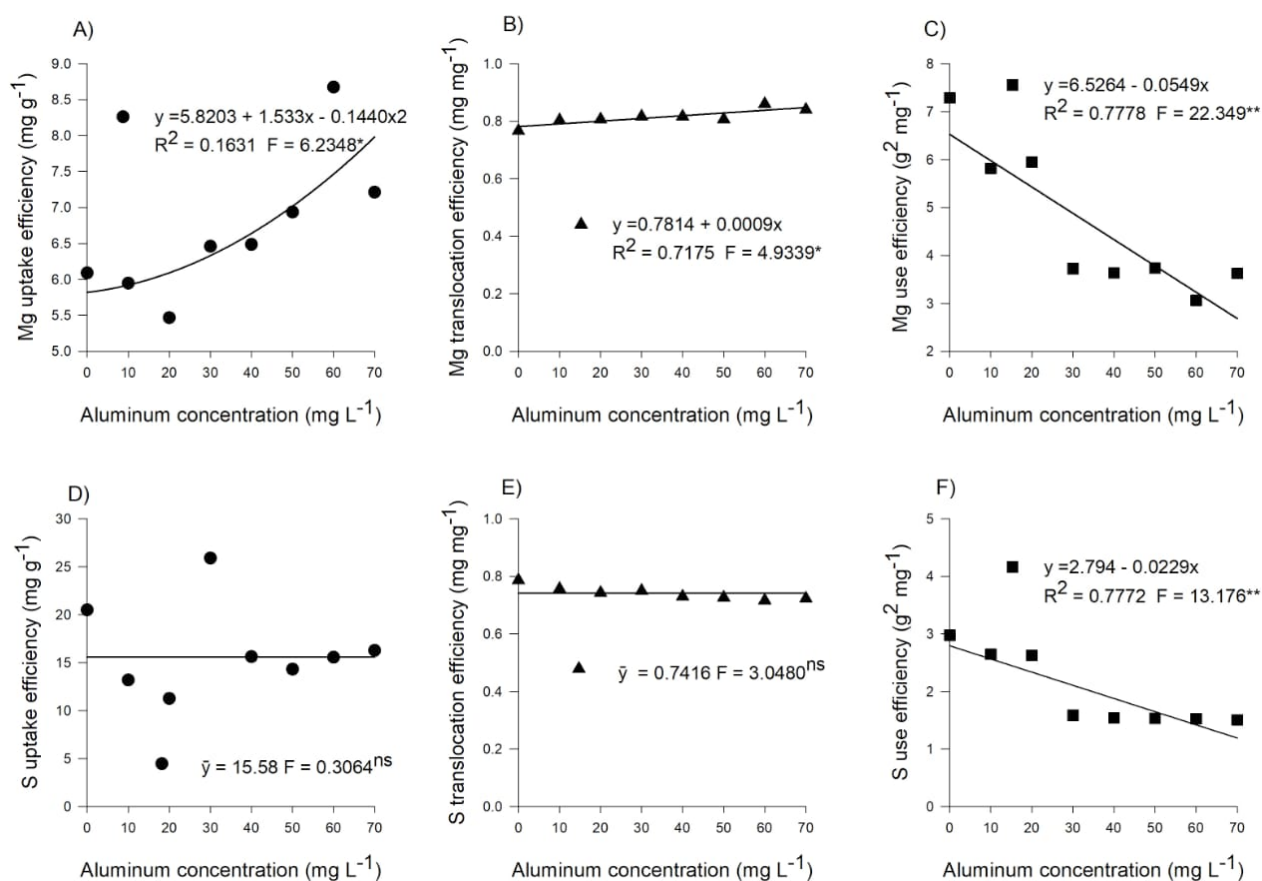 A)
Mg uptake efficiency (mg g-1)
9.0
8.5
8.0
7.5
7.0
6.5
6.0
5.5
5.0
y=5.8203 + 1.533x - 0.1440x2
R2 = 0.1631 F = 6.2348*
0 10 20 30 40 50 60 70
Aluminum concentration (mg L-1)
B)
Mg translocation efficiency (mg mg-1)
1.0
0.8
0.6
0.4
0.2
0.0
y=0.7814 + 0.0009x
R2 = 0.7175 F = 4.9339*
0 10 20 30 40 50 60 70
Aluminum concentration (mg L-1)
C)
Mg use efficiency (g2 mg-1)
8
7
6
5
4
3
2
y =6.5264 - 0.0549x
R2 = 0.7778 F = 22.349**
0 10 20 30 40 50 60 70
Aluminum concentration (mg L-1)
D)
S uptake efficiency (mg g-1)
30
25
20
15
10
5
0
ȳ = 15.58 F = 0.3064ns
0 10 20 30 40 50 60 70
Aluminum concentration (mg L-1)
E)
S translocation efficiency (mg mg-1)
1.0
0.8
0.6
0.4
0.2
0.0
ȳ = 0.7416 F = 3.0480ns
0 10 20 30 40 50 60 70
Aluminum concentration (mg L-1)
F)
S use efficiency (g2 mg-1)
5
4
3
2
1
0
y =2.794 - 0.0229x
R2 = 0.7772 F = 13.176**
0 10 20 30 40 50 60 70
Aluminum concentration (mg L-1)